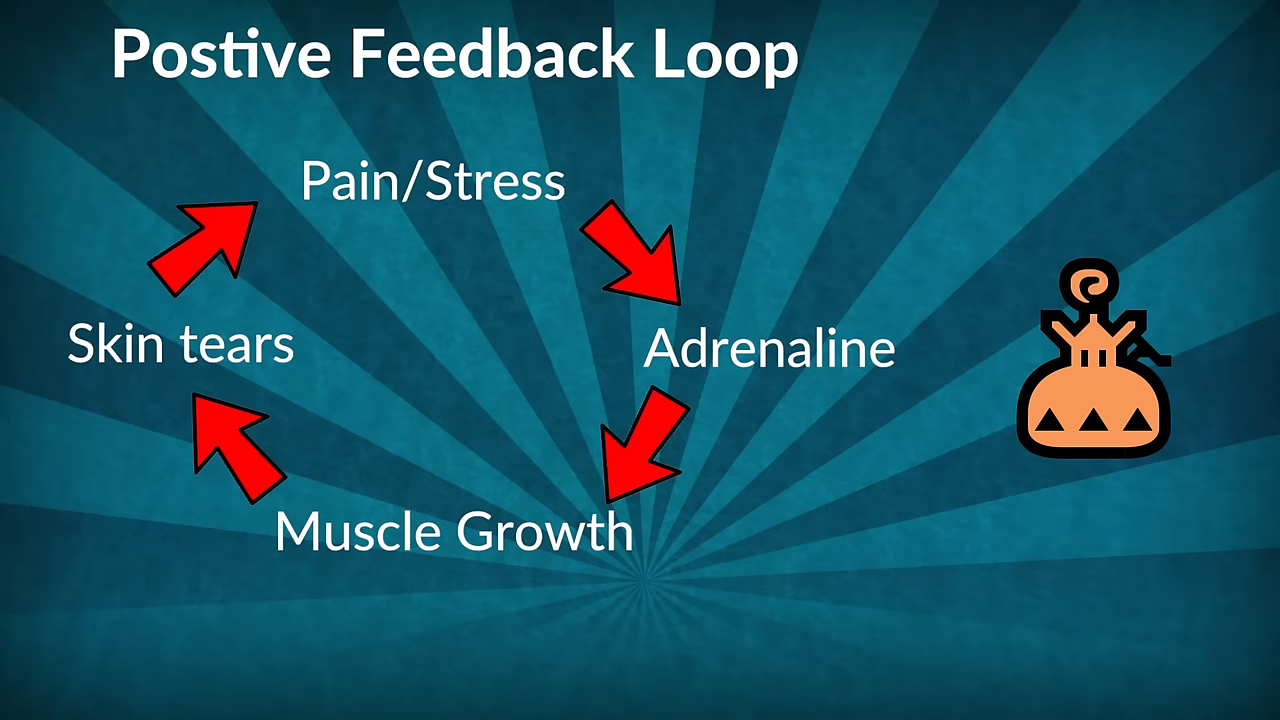 Postive Feedback Loop
Pain/Stress
Skin tears
Adrenaline
Muscle Growth